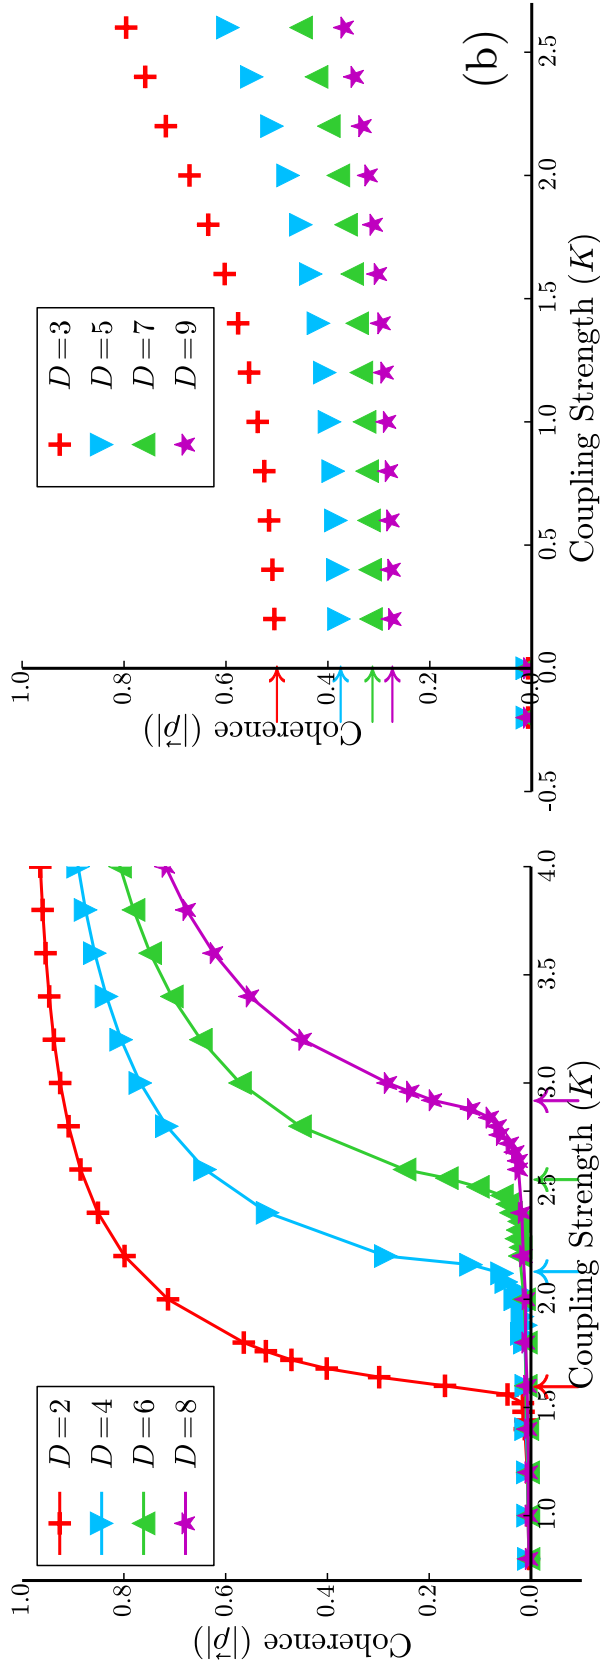 1.0
0.8
0.6
0.4
0.2
0.0
Coherence (|ρ⃗|)
D=2
D=4
D=6
D=8
1.0
1.5
2.0
2.5
3.0
3.5
4.0
Coupling Strength (K)
1.0
0.8
0.6
0.4
0.2
0.0
Coherence (|ρ⃗|)
D=3
D=5
D=7
D=9
(b)
-0.5
0.0
0.5
1.0
1.5
2.0
2.5
Coupling Strength (K)